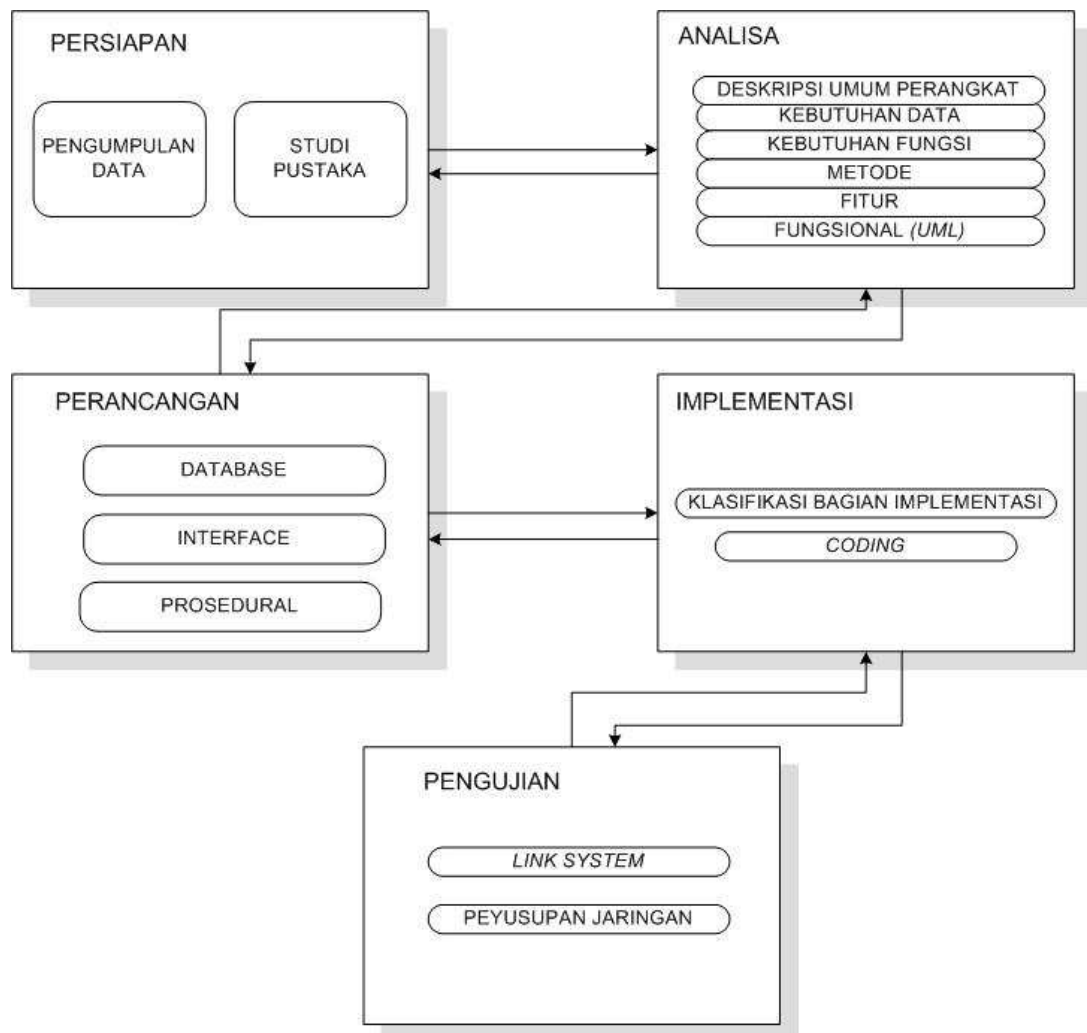 PERSIAPAN
PENGUMPULAN
DATA
STUDI
PUSTAKA
ANALISA
DESKRIPSI UMUM PERANGKAT
KEBUTUHAN DATA
KEBUTUHAN FUNGSI
METODE
FITUR
FUNGSIONAL (UML)
PERANCANGAN
DATABASE
INTERFACE
PROSEDURAL
IMPLEMENTASI
KLASIFIKASI BAGIAN IMPLEMENTASI
CODING
PENGUJIAN
LINK SYSTEM
PEYUSUPAN JARINGAN